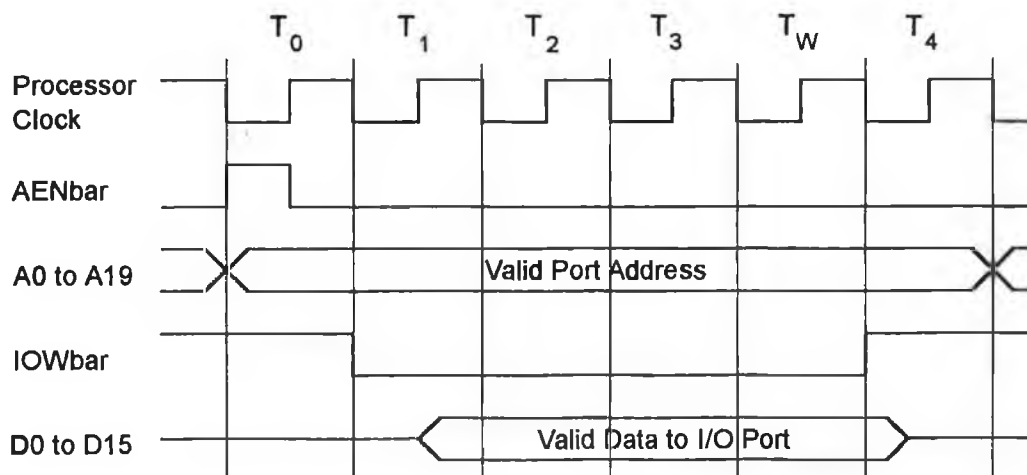 T0 T1 T2 T3 TW T4
Processor
Clock
AENbar
A0 to A19 Valid Port Address
IOWbar
D0 to D15 Valid Data to I/O Port